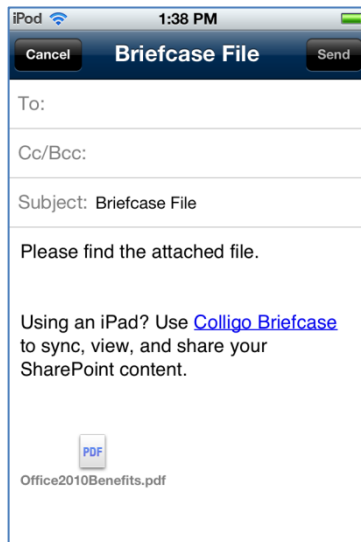 iPod 1:38 PM
Cancel Briefcase File Send
To:
Cc/Bcc:
Subject: Briefcase File
Please find the attached file.
Using an iPad? Use Colligo Briefcase
to sync, view, and share your
SharePoint content.
PDF
Office2010Benefits.pdf